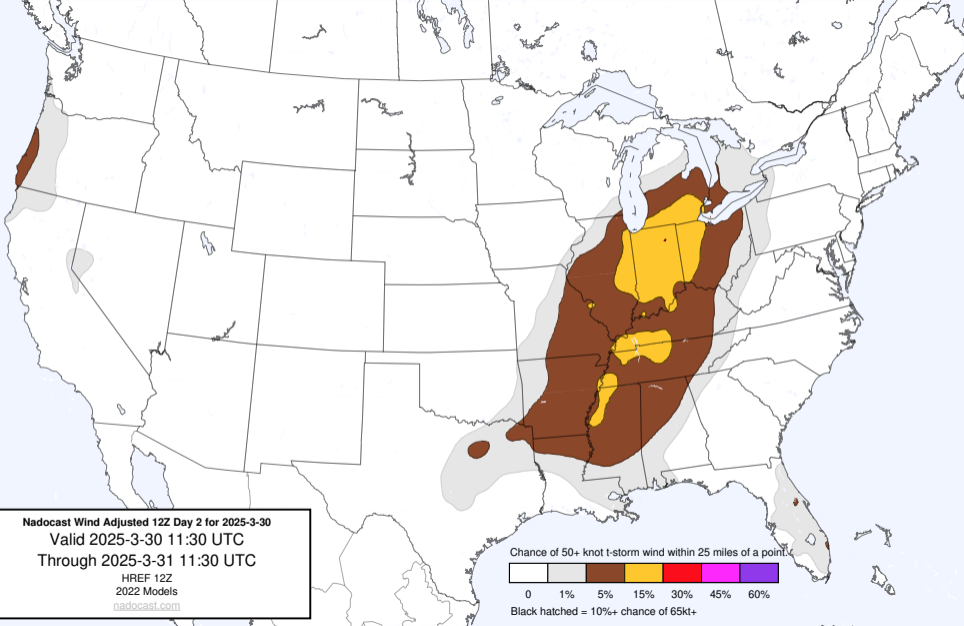 Nadocast Wind Adjusted 12Z Day 2 for 2025-3-30
Valid 2025-3-30 11:30 UTC
Through 2025-3-31 11:30 UTC
HREF 12Z
2022 Models
nadocast.com
Chance of 50+ knot t-storm wind within 25 miles of a point.
0 1% 5% 15% 30% 45% 60%
Black hatched = 10%+ chance of 65kt+